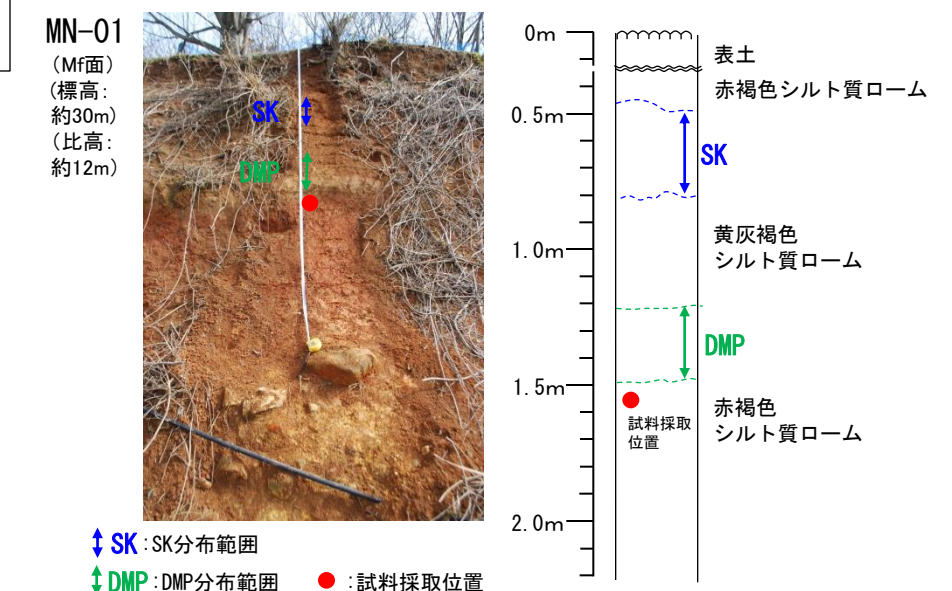 MN-01
(Mf面)
(標高:
約30m)
(比高:
約12m)
SK
DMP
0m
0.5m
1.0m
1.5m
2.0m
表土
赤褐色シルト質ローム
SK
黄灰褐色
シルト質ローム
DMP
赤褐色
シルト質ローム
試料採取
位置
SK:SK分布範囲
DMP:DMP分布範囲
:試料採取位置